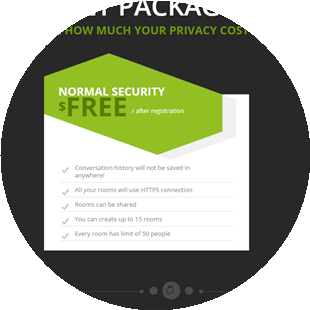 PACKAG
HOW MUCH YOUR PRIVACY COST
NORMAL SECURITY
$FREE / after registration
Conversation history will not be saved in
anywhere!
All your rooms will use HTTPS connection
Rooms can be shared
You can create up to 15 rooms
Every room has limit of 50 people